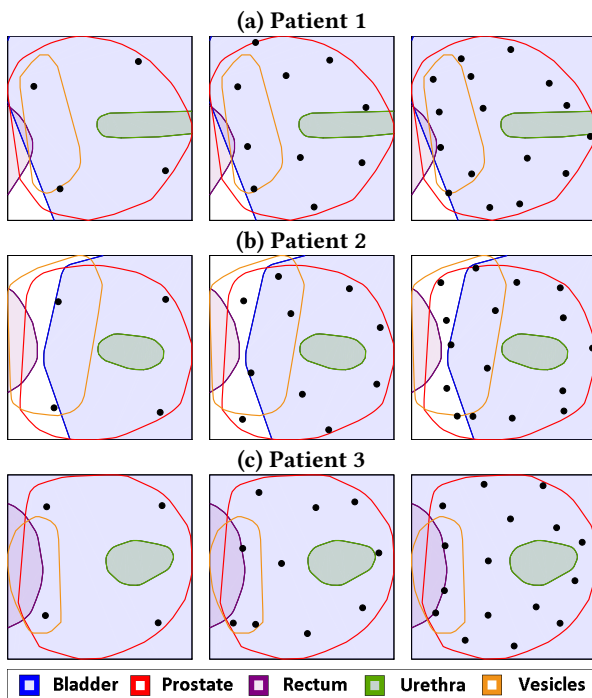 (a) Patient 1
(b) Patient 2
(c) Patient 3
Bladder Prostate Rectum Urethra Vesicles